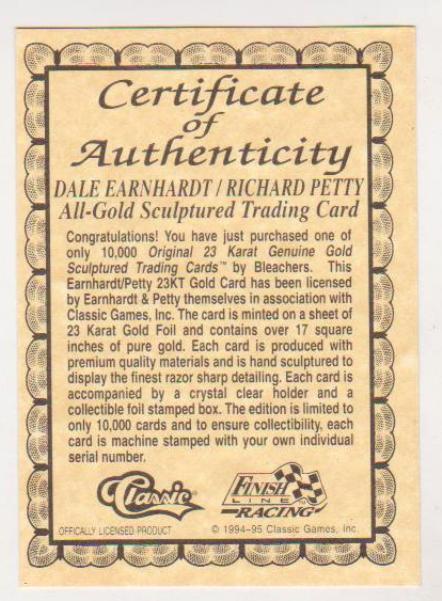 Certificate
of
Authenticity
DALE EARNHARDT / RICHARD PETTY
All-Gold Sculptured Trading Card
Congratulations! You have just purchased one of
only 10,000 Original 23 Karat Genuine Gold
Sculptured Trading Cards™ by Bleachers. This
Earnhardt/Petty 23KT Gold Card has been licensed
by Earnhardt & Petty themselves in association with
Classic Games, Inc. The card is minted on a sheet of
23 Karat Gold Foil and contains over 17 square
inches of pure gold. Each card is produced with
premium quality materials and is hand sculptured to
display the finest razor sharp detailing. Each card is
accompanied by a crystal clear holder and a
collectible foil stamped box. The edition is limited to
only 10,000 cards and to ensure collectibility, each
card is machine stamped with your own individual
serial number.
Classic
FINISH
LINE
RACING™
OFFICALLY LICENSED PRODUCT
© 1994-95 Classic Games, Inc.